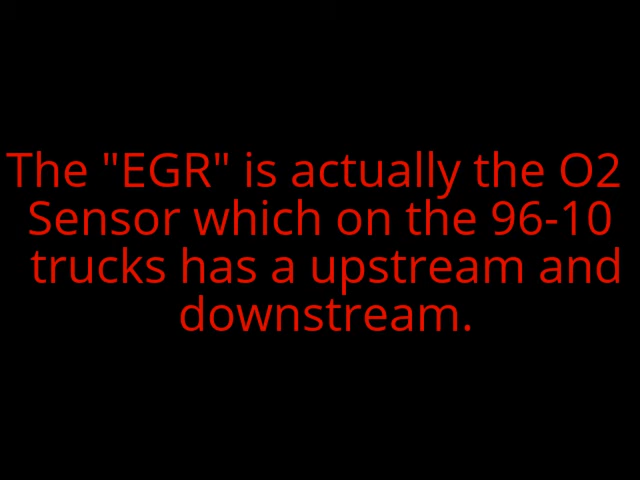 The "EGR" is actually the O2
Sensor which on the 96-10
trucks has a upstream and
downstream.